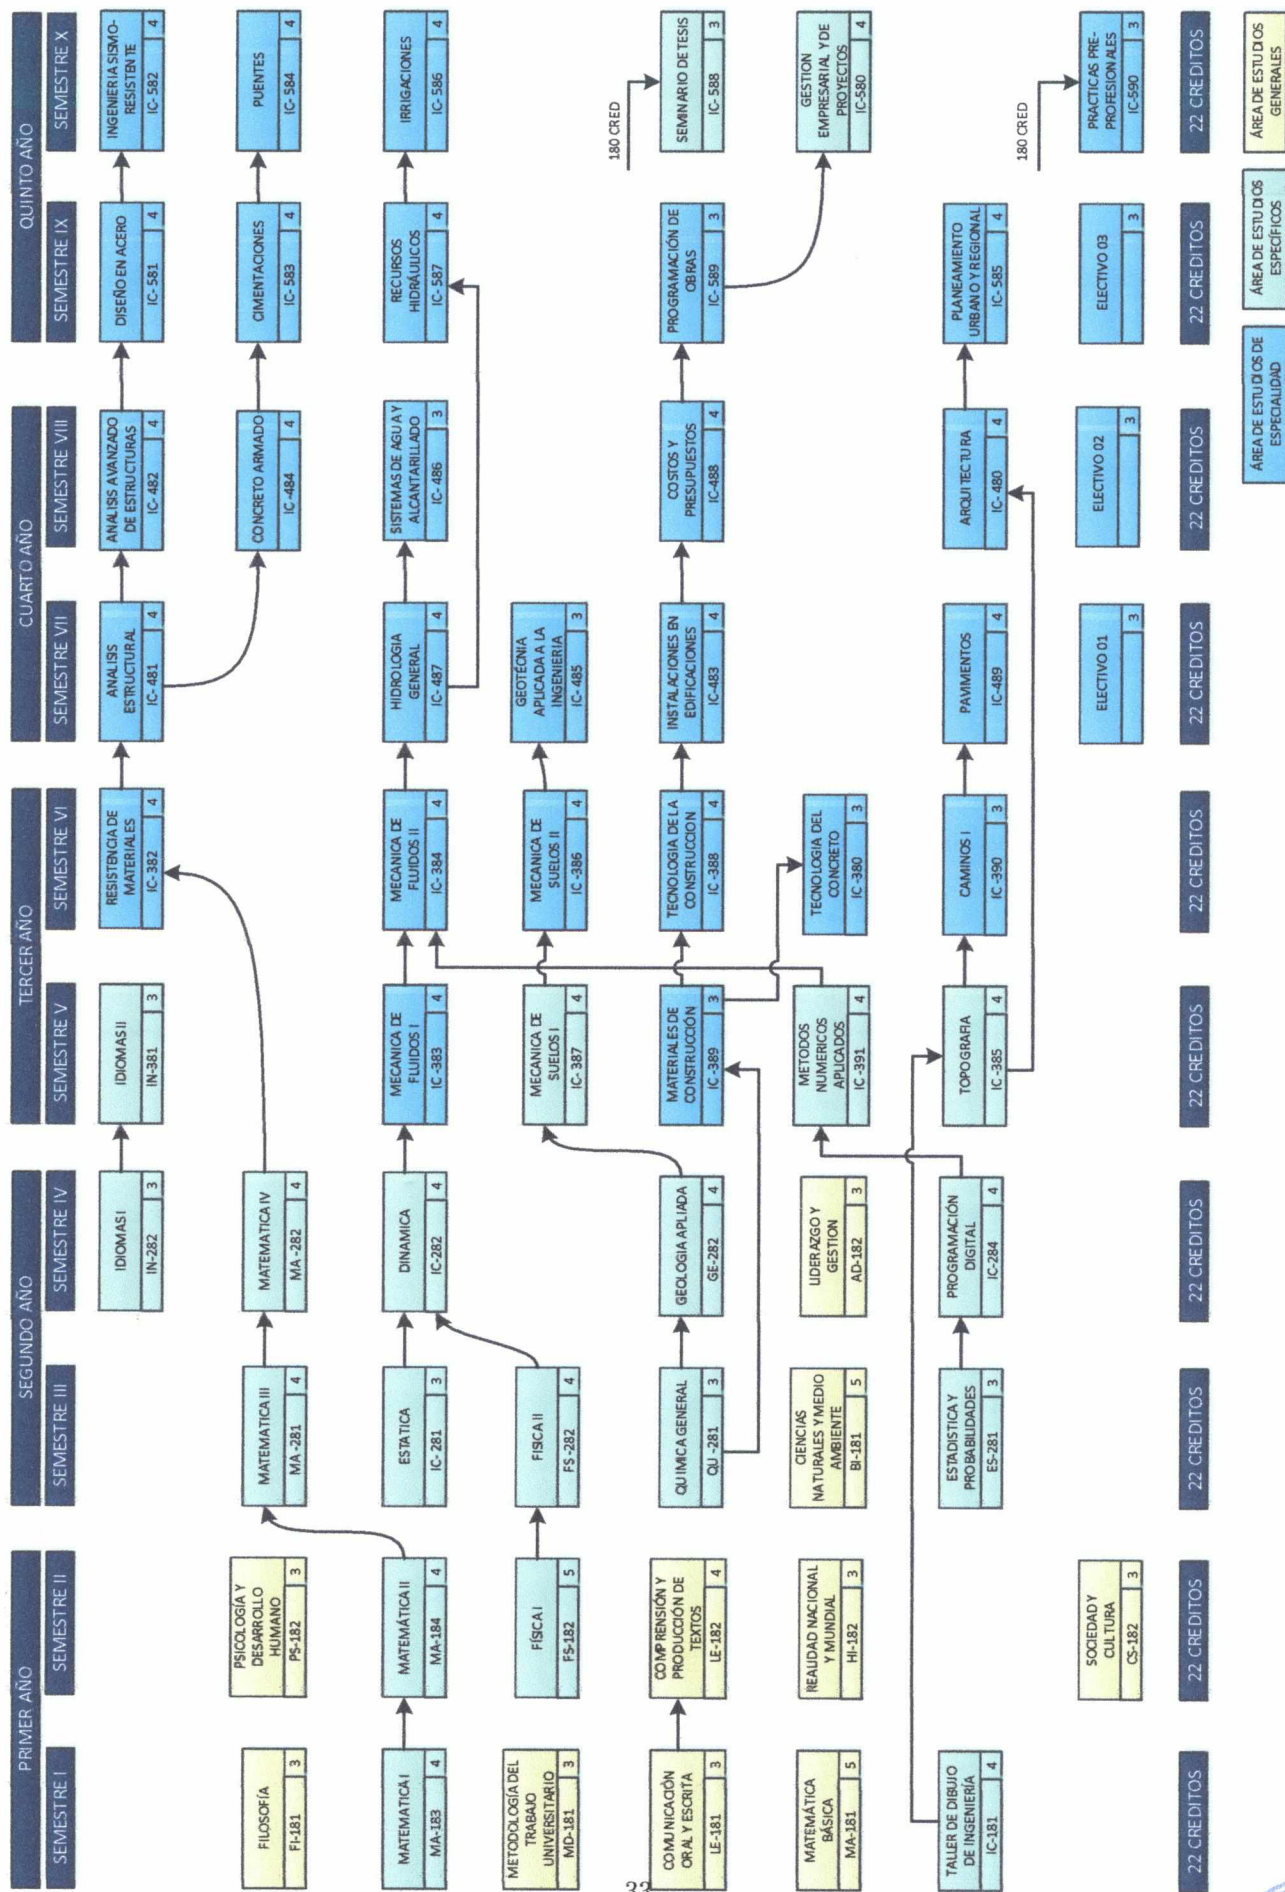 PRIMER AÑO
SEGUNDO AÑO
TERCER AÑO
CUARTO AÑO
QUINTO AÑO
SEMESTRE I
SEMESTRE II
SEMESTRE III
SEMESTRE IV
SEMESTRE V
SEMESTRE VI
SEMESTRE VII
SEMESTRE VIII
SEMESTRE IX
SEMESTRE X
FILOSOFÍA
FI-181 3
MATEMATICA I
MA-183 4
METODOLOGÍA DEL
TRABAJO
UNIVERSITARIO
MD-181 3
COMUNICACIÓN
ORAL Y ESCRITA
LE-181 3
MATEMÁTICA
BÁSICA
MA-181 5
TALLER DE DIBUJO
DE INGENIERÍA
IC-181 4
22 CREDITOS
PSICOLOGÍA Y
DESARROLLO
HUMANO
PS-182 3
MATEMÁTICA II
MA-184 4
FÍSICA I
FS-182 5
COMPRENSIÓN Y
PRODUCCIÓN DE
TEXTOS
LE-182 4
REALIDAD NACIONAL
Y MUNDIAL
HI-182 3
SOCIEDAD Y
CULTURA
CS-182 3
22 CREDITOS
MATEMATICA III
MA -281 4
ESTATICA
IC- 281 3
FISICA II
FS -282 4
QUIMICA GENERAL
QU -281 3
CIENCIAS
NATURALES Y MEDIO
AMBIENTE
BI-181 5
ESTADISTICA Y
PROBABILIDADES
ES-281 3
22 CREDITOS
IDIOMAS I
IN-282 3
MATEMATICA IV
MA -282 4
DINAMICA
IC-282 4
GEOLOGIA APLIADA
GE-282 4
LIDERAZGO Y
GESTION
AD-182 3
PROGRAMACIÓN
DIGITAL
IC-284 4
22 CREDITOS
IDIOMAS II
IN-381 3
MECANICA DE
FLUIDOS I
IC -383 4
MECANICA DE
SUELOS I
IC- 387 4
MATERIALES DE
CONSTRUCCIÓN
IC -389 3
METODOS
NUMERICOS
APLICADOS
IC -391 4
TOPOGRAFIA
IC -385 4
22 CREDITOS
RESISTENCIA DE
MATERIALES
IC- 382 4
MECANICA DE
FLUIDOS II
IC -384 4
MECANICA DE
SUELOS II
IC -386 4
TECNOLOGIA DE LA
CONSTRUCCION
IC -388 4
TECNOLOGIA DEL
CONCRETO
IC -380 3
CAMINOS I
IC -390 3
22 CREDITOS
ANALISIS
ESTRUCTURAL
IC- 481 4
HIDROLOGIA
GENERAL
IC- 487 4
GEOTÉCNIA
APLICADA A LA
INGENIERIA
IC- 485 3
INSTALACIONES EN
EDIFICACIONES
IC-483 4
PAVIMENTOS
IC-489 4
ELECTIVO 01
3
22 CREDITOS
ANALISIS AVANZADO
DE ESTRUCTURAS
IC- 482 4
CONCRETO ARMADO
IC -484 4
SISTEMAS DE AGUA Y
ALCANTARILLADO
IC- 486 3
COSTOS Y
PRESUPUESTOS
IC-488 4
ARQUITECTURA
IC- 480 4
ELECTIVO 02
3
22 CREDITOS
DISEÑO EN ACERO
IC- 581 4
CIMENTACIONES
IC- 583 4
RECURSOS
HIDRÁULICOS
IC- 587 4
PROGRAMACIÓN DE
OBRAS
IC- 589 3
PLANEAMIENTO
URBANO Y REGIONAL
IC- 585 4
ELECTIVO 03
3
22 CREDITOS
INGENIERIA SISMO-
RESISTENTE
IC- 582 4
PUENTES
IC- 584 4
IRRIGACIONES
IC- 586 4
180 CRED
SEMINARIO DE TESIS
IC- 588 3
GESTION
EMPRESARIAL Y DE
PROYECTOS
IC-580 4
180 CRED
PRACTICAS PRE-
PROFESIONALES
IC-590 3
22 CREDITOS
ÁREA DE ESTUDIOS DE
ESPECIALIDAD
ÁREA DE ESTUDIOS
ESPECÍFICOS
ÁREA DE ESTUDIOS
GENERALES
33